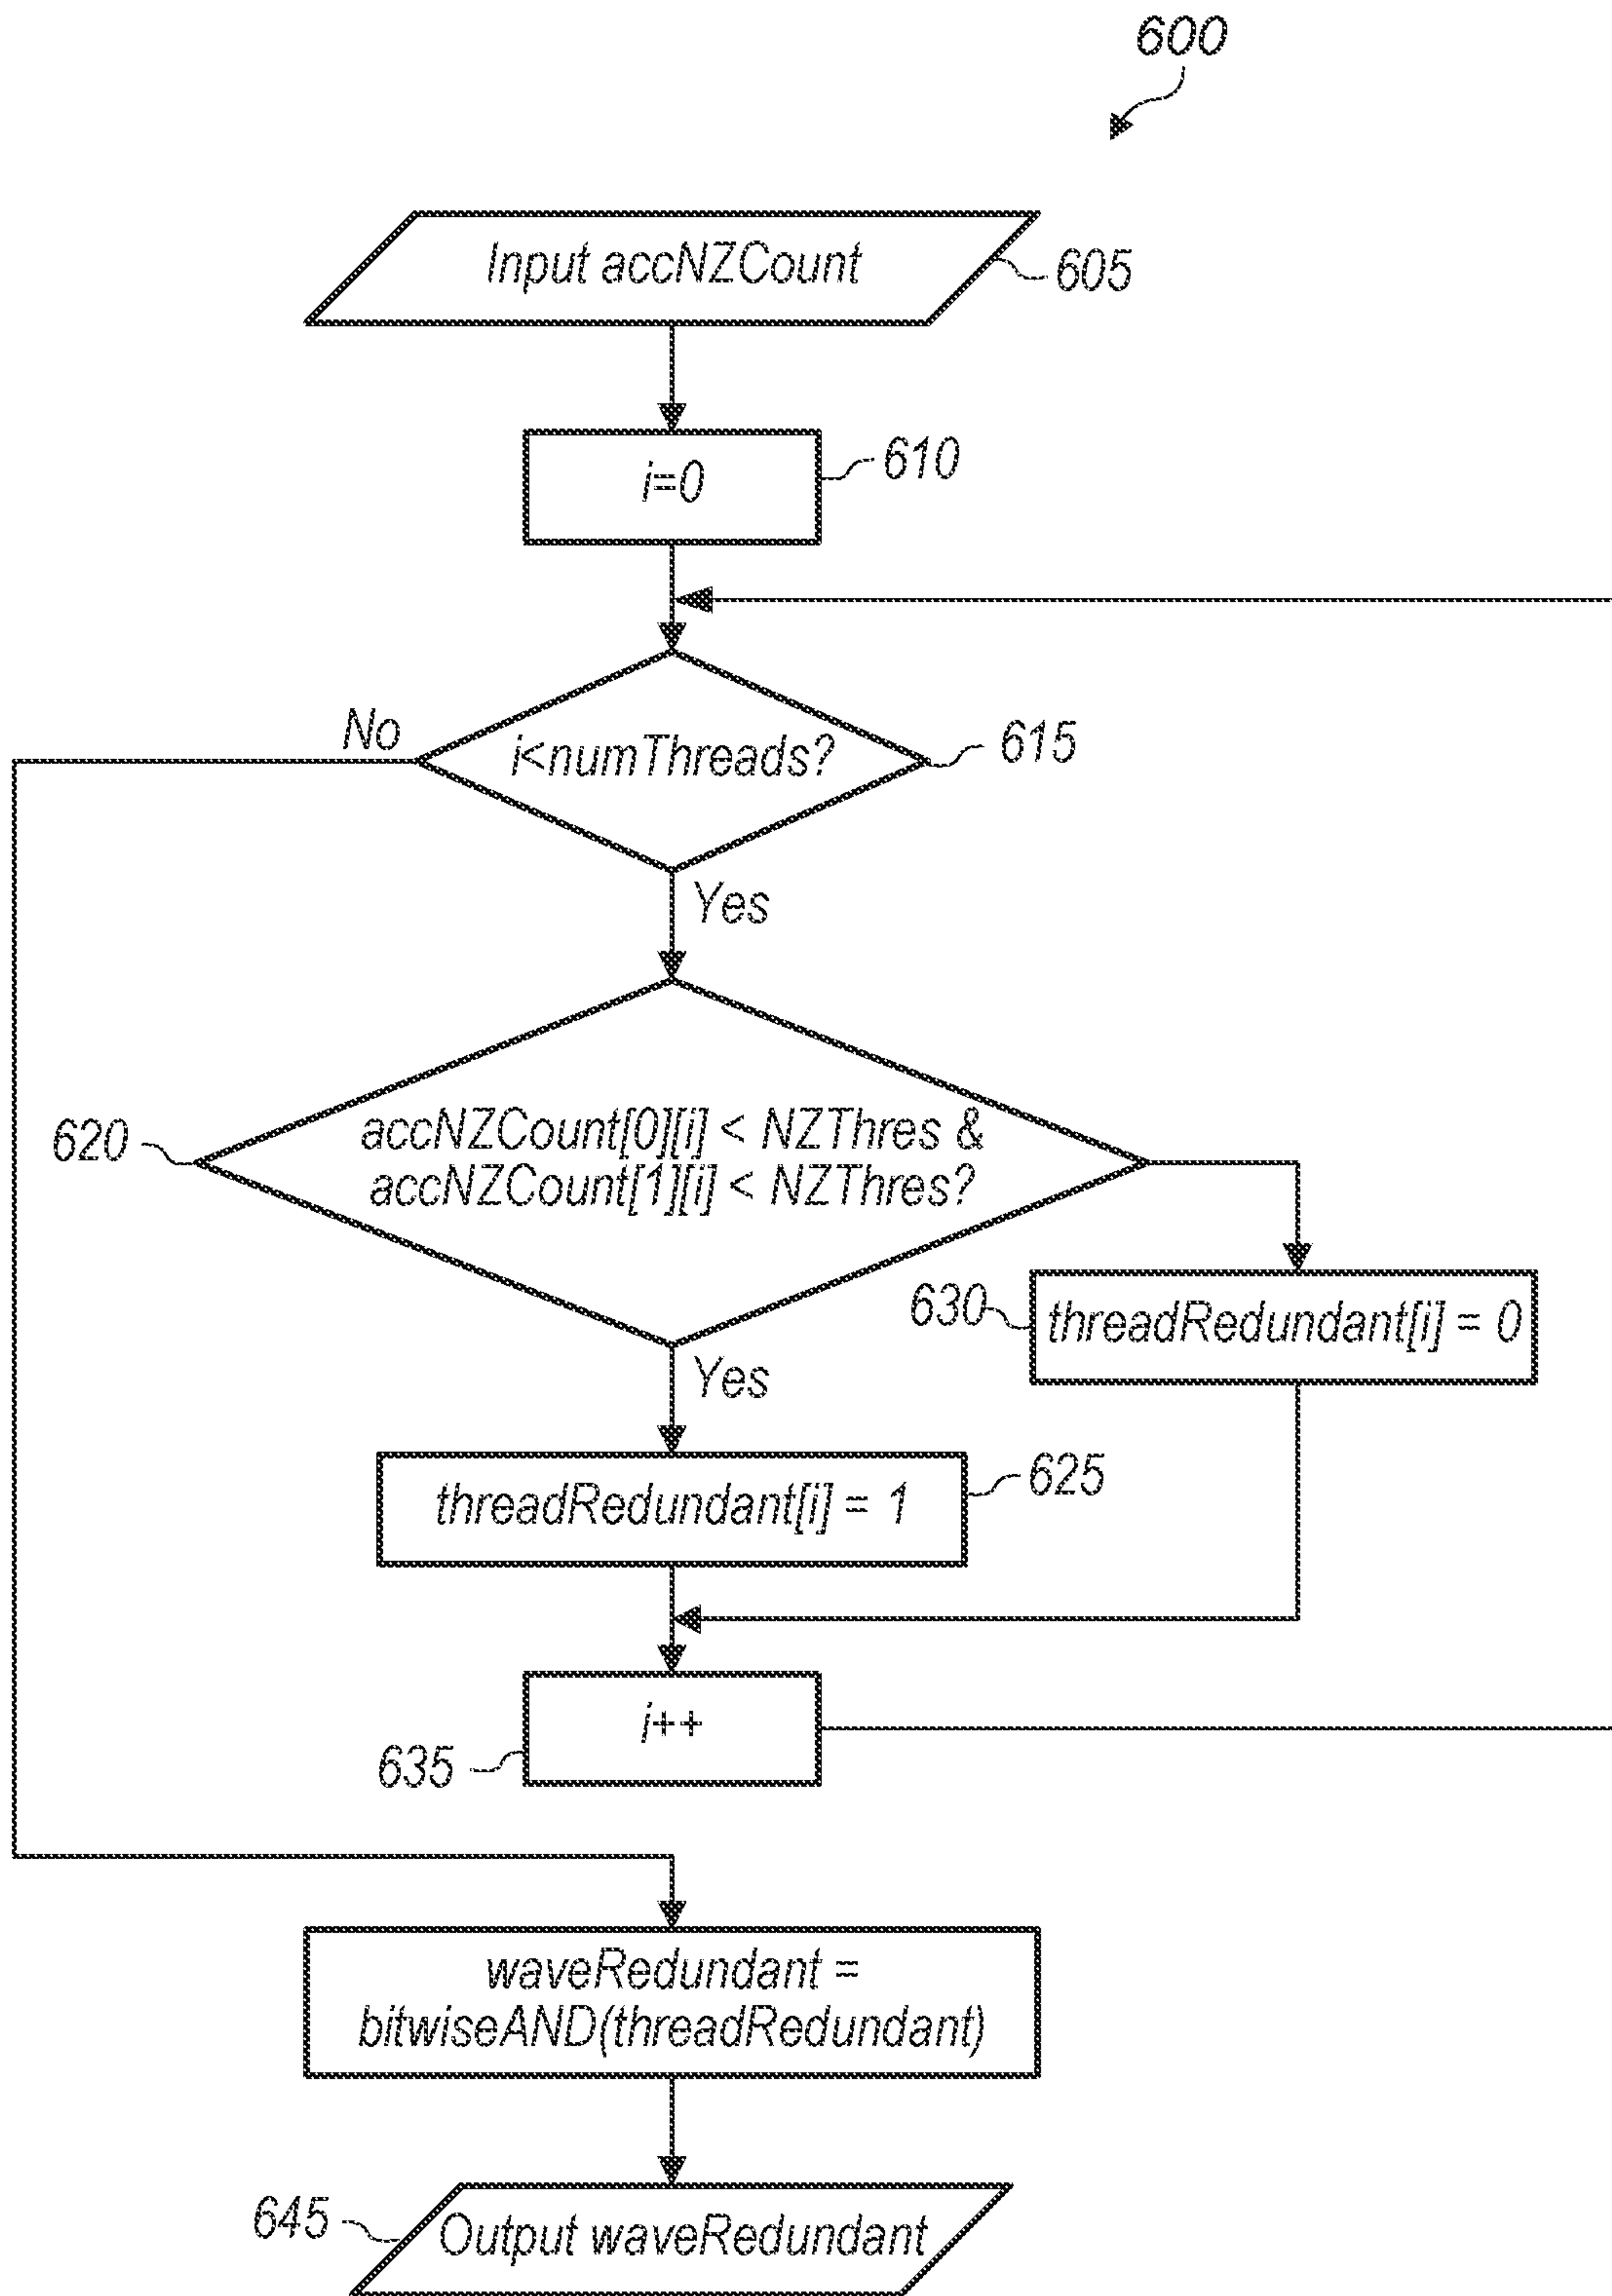 600
Input accNZCount
605
i=0
610
No
i<numThreads?
615
Yes
620
accNZCount[0][i] < NZThres &
accNZCount[1][i] < NZThres?
630
threadRedundant[i] = 0
Yes
threadRedundant[i] = 1
625
i++
635
waveRedundant =
bitwiseAND(threadRedundant)
645
Output waveRedundant